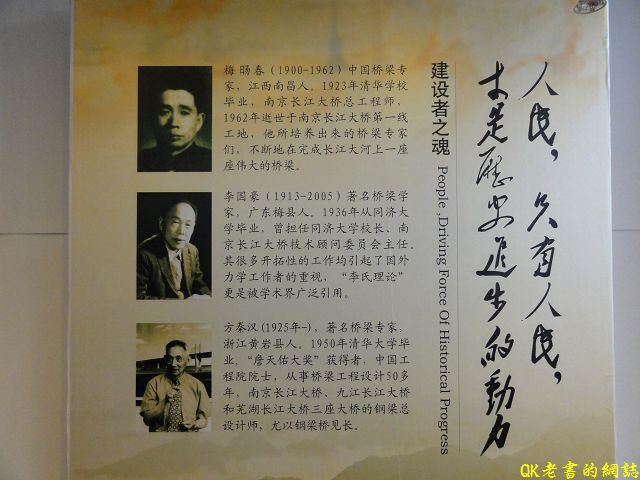 人民，只有人民，
才是歷史進步的動力
建设者之魂
People ,Driving Force Of Historical Progress
梅旸春（1900-1962）中国桥梁专
家，江西南昌人。1923年清华学校
毕业，南京长江大桥总工程师，
1962年逝世于南京长江大桥第一线
工地，他所培养出来的桥梁专家
们，不断地在完成长江大河上一座
座伟大的桥梁。
李国豪（1913-2005）著名桥梁学
家，广东梅县人。1936年从同济大
学毕业，曾担任同济大学校长、南
京长江大桥技术顾问委员会主任。
其很多开拓性的工作均引起了国外
力学工作者的重视，“李氏理论”
更是被学术界广泛引用。
方秦汉(1925年-），著名桥梁专家，
浙江黄岩县人。1950年清华大学毕
业，“詹天佑大奖”获得者，中国工
程院院士，从事桥梁工程设计50多
年，南京长江大桥、九江长江大桥
和芜湖长江大桥三座大桥的钢梁总
设计师，尤以钢梁桥见长。
QK老書的網誌